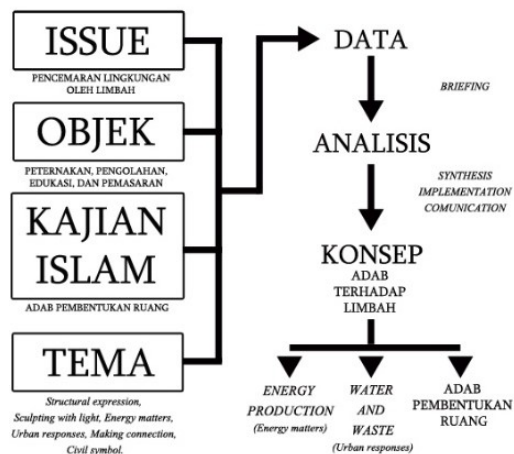 ISSUE
PENCEMARAN LINGKUNGAN
OLEH LIMBAH
OBJEK
PETERNAKAN, PENGOLAHAN,
EDUKASI, DAN PEMASARAN
KAJIAN
ISLAM
ADAB PEMBENTUKAN RUANG
TEMA
Structural expression,
Sculpting with light, Energy matters,
Urban responses, Making connection,
Civil symbol.
DATA
BRIEFING
ANALISIS
SYNTHESIS
IMPLEMENTATION
COMUNICATION
KONSEP
ADAB
TERHADAP
LIMBAH
ENERGY
PRODUCTION
(Energy matters)
WATER
AND
WASTE
(Urban responses)
ADAB
PEMBENTUKAN
RUANG